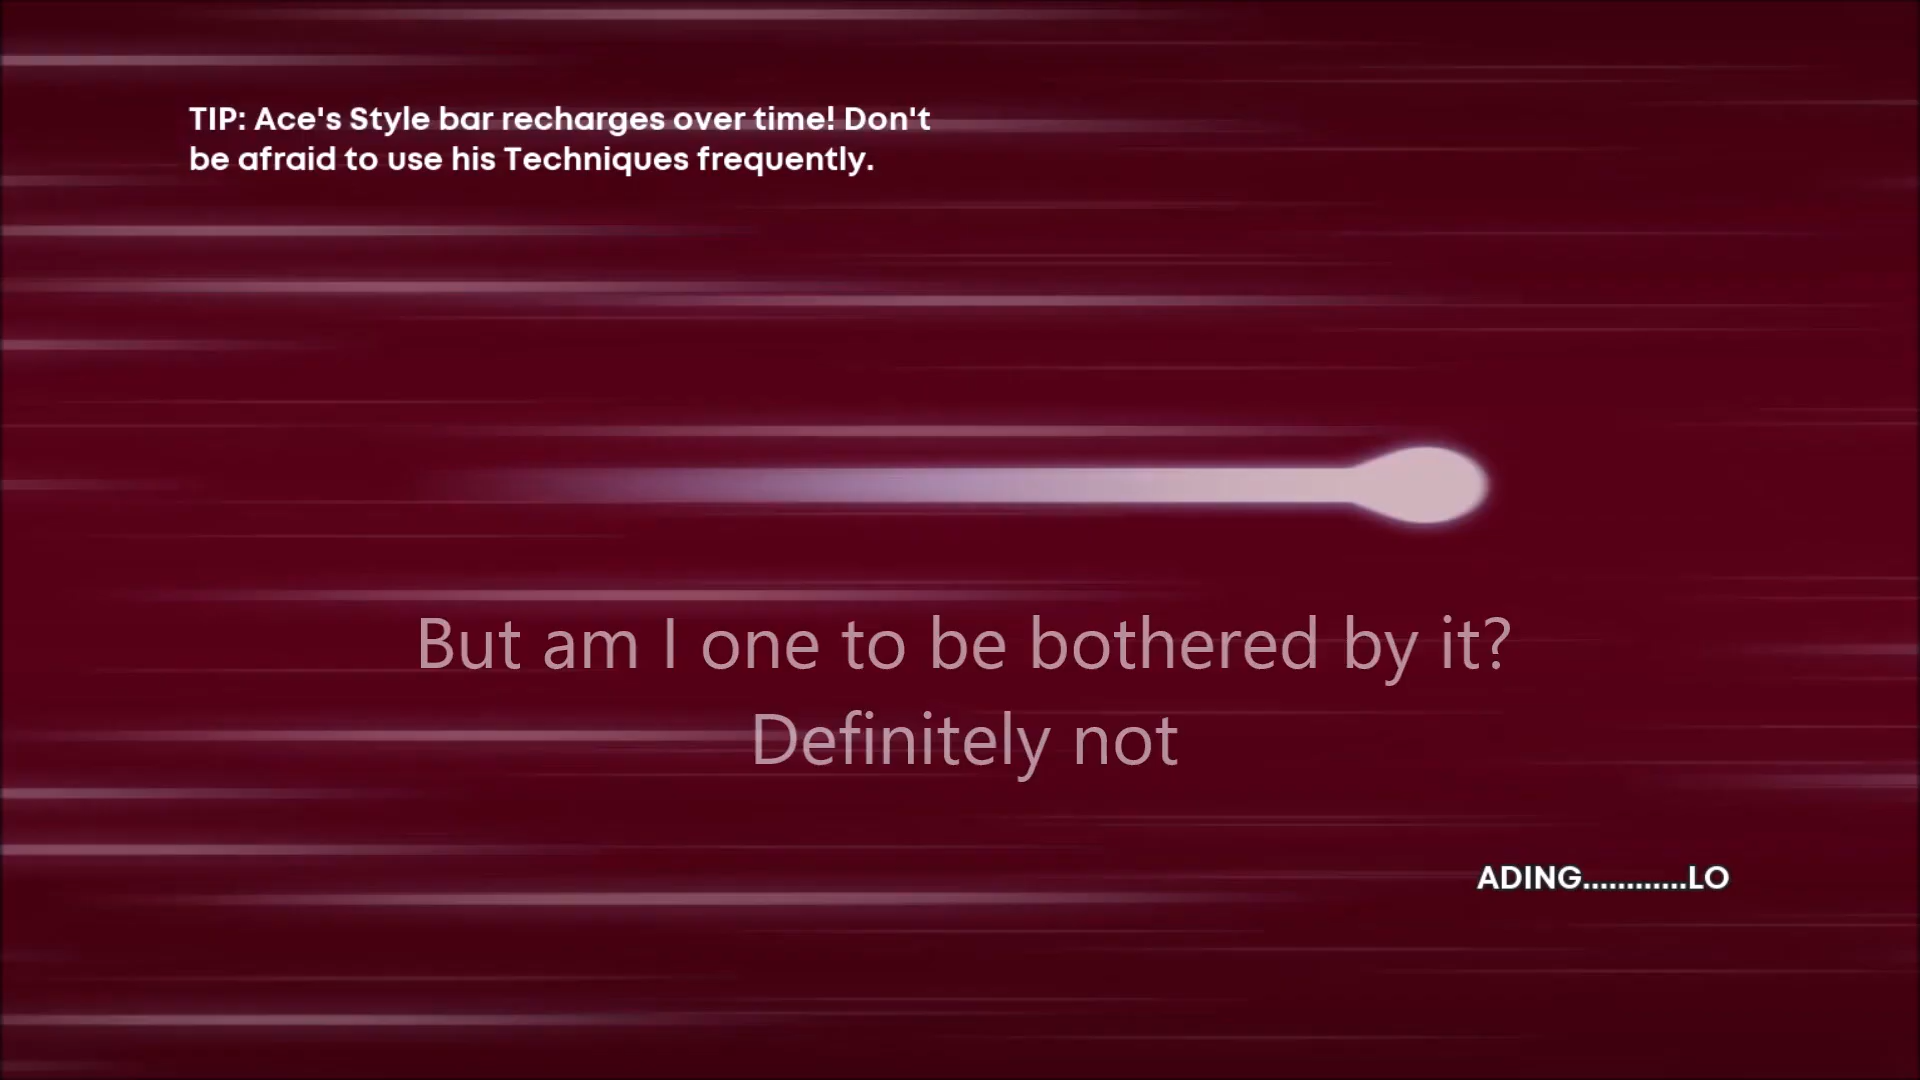 TIP: Ace's Style bar recharges over time! Don't
be afraid to use his Techniques frequently.
But am I one to be bothered by it?
Definitely not
ADING............LO